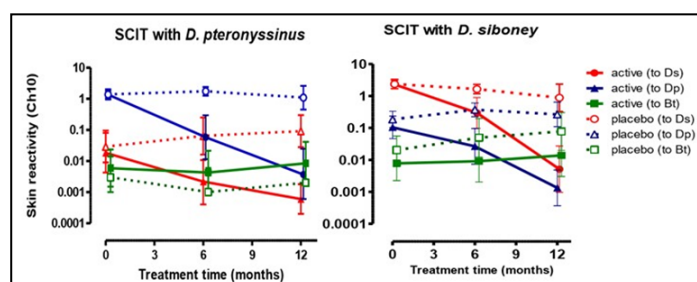 SCIT with D. pteronyssinus
SCIT with D. siboney
Skin reactivity (Ch10)
10
1
0.1
0.01
0.001
0.0001
0
3
6
9
12
Treatment time (months)
10
1
0.1
0.01
0.001
0.0001
0
3
6
9
12
Treatment time (months)
active (to Ds)
active (to Dp)
active (to Bt)
placebo (to Ds)
placebo (to Dp)
placebo (to Bt)